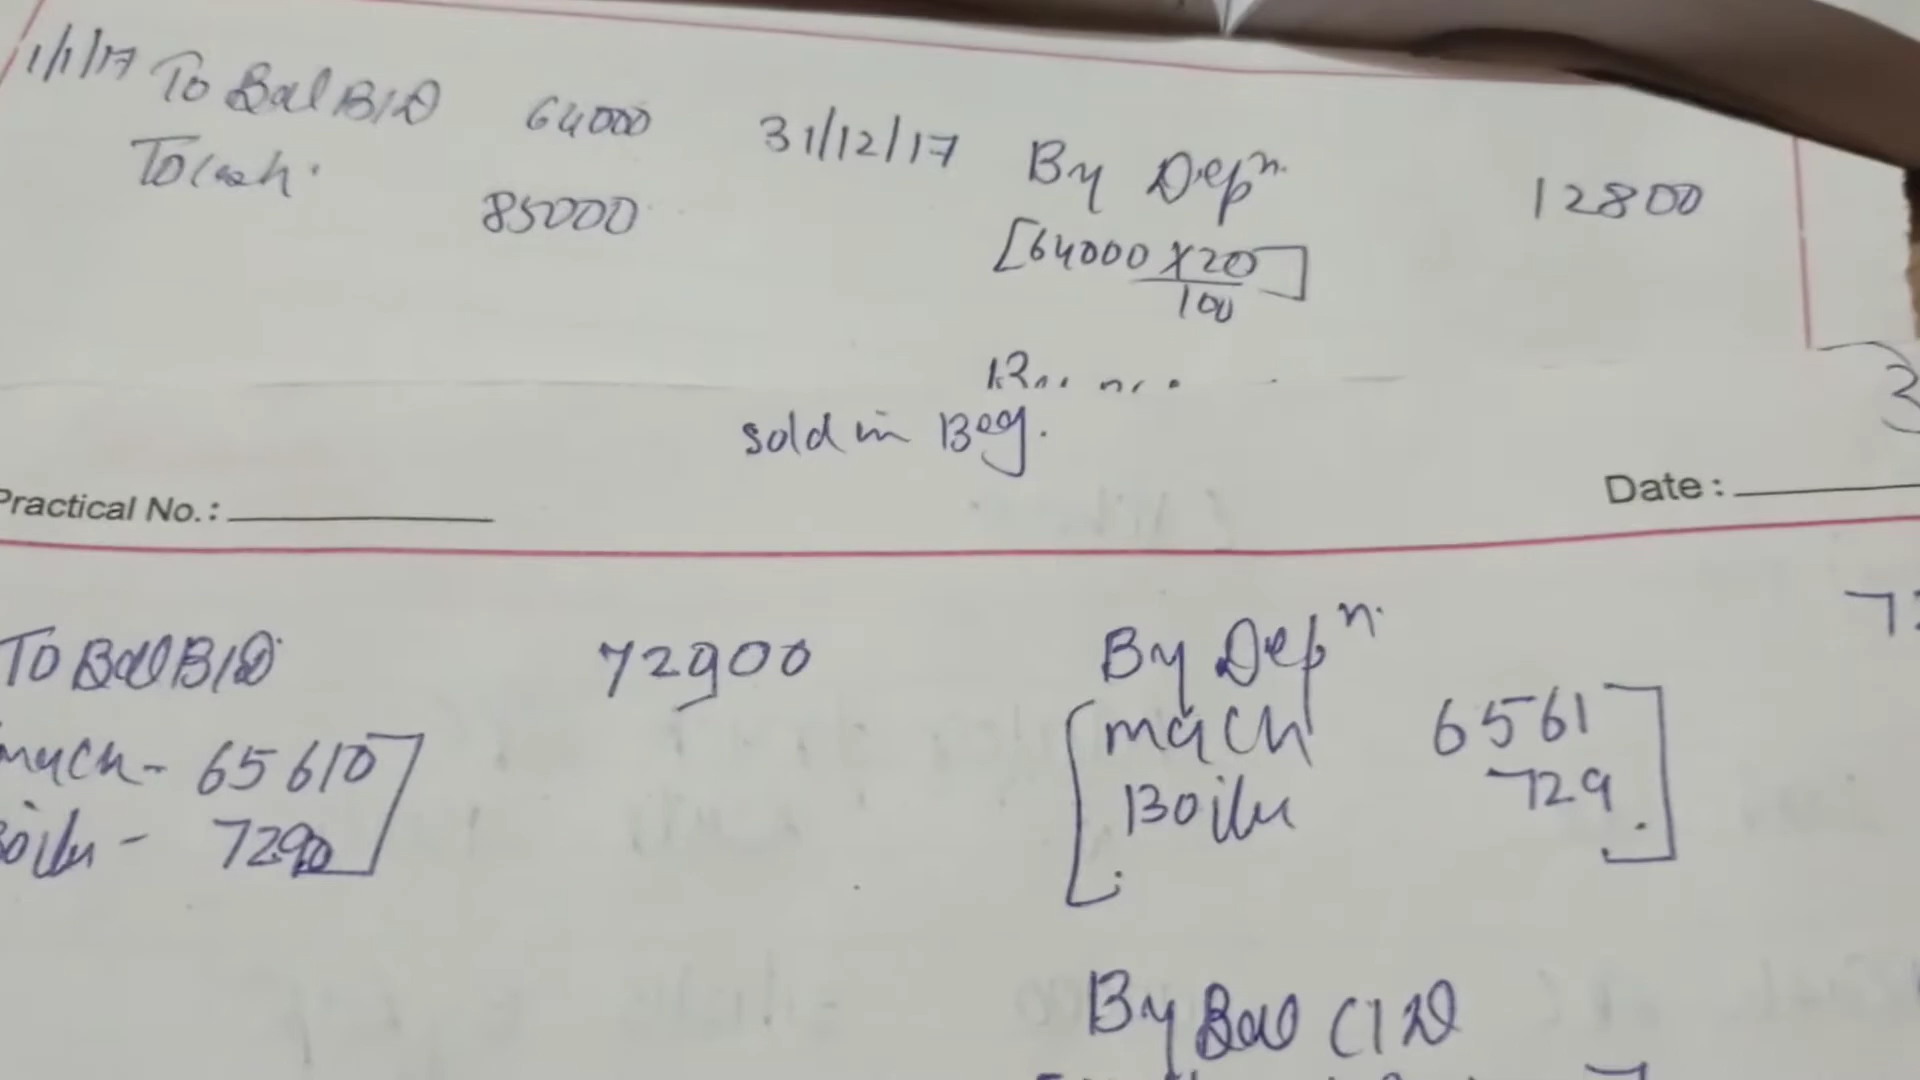 1/1/17 To Bal B/D 64000 31/12/17 By Depn. 12800
To Cash. 85000
[64000 x 20]
100
sold in Beg.
Practical No.: Date:
To Bal B/D 72900 By Depn.
mach - 65610 [mach 6561
Boiler - 7290] Boiler 729.]
By Bal C/D